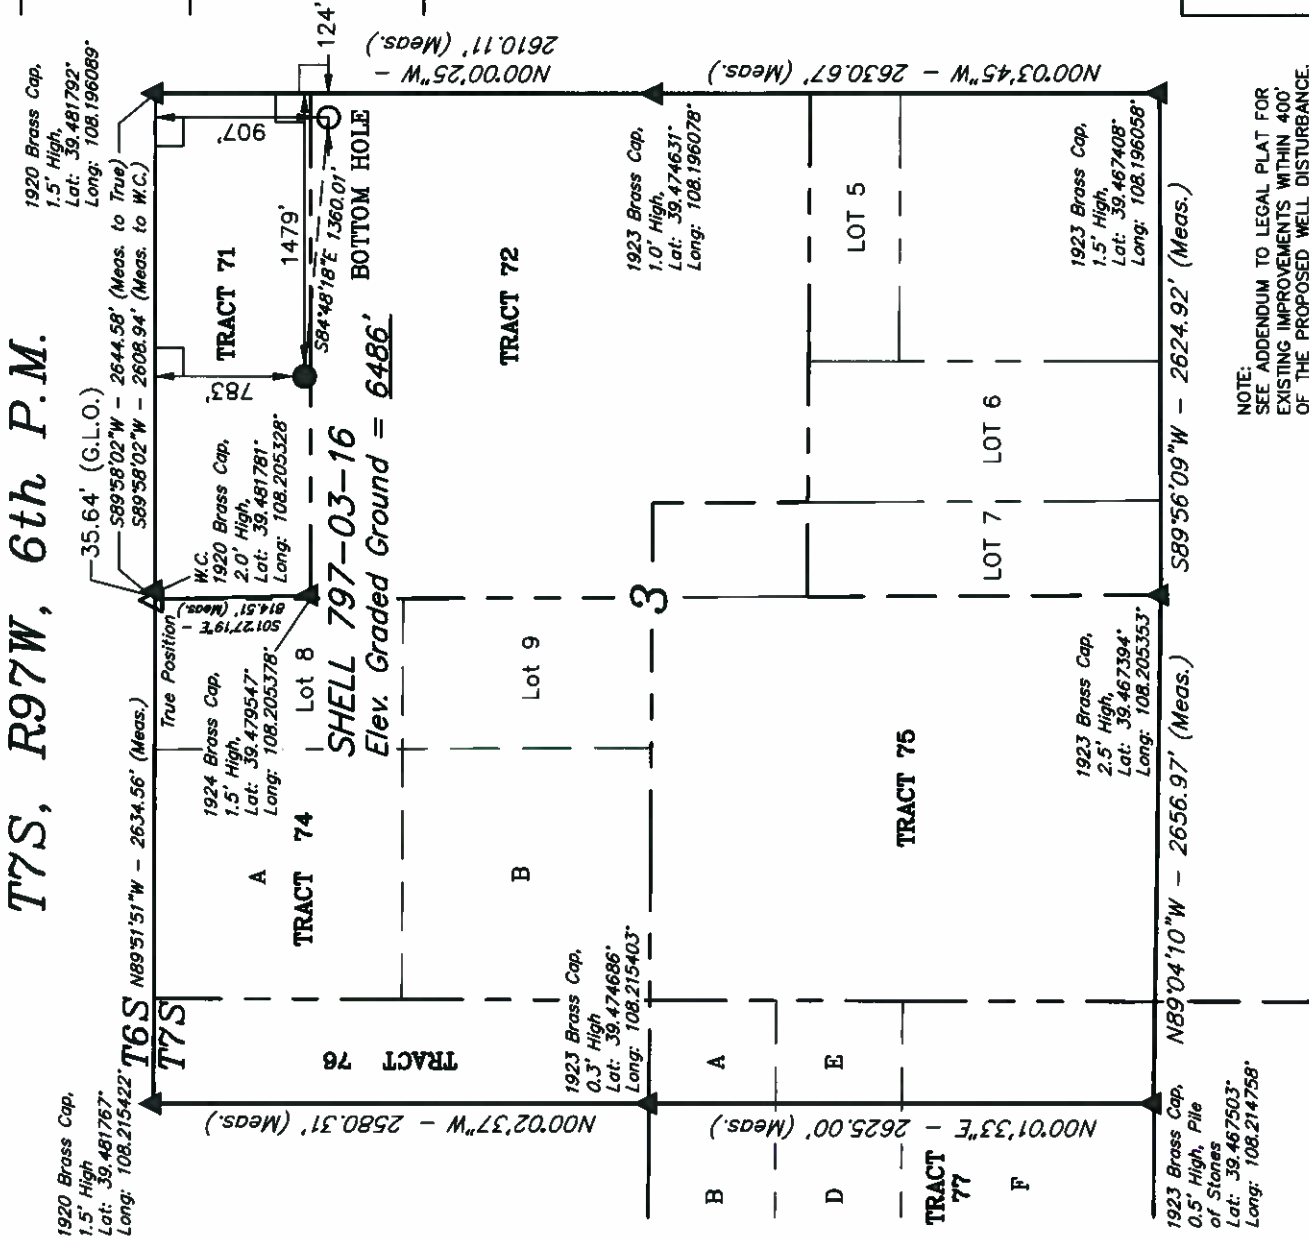 T7S, R97W, 6th P.M.
1920 Brass Cap,
1.5' High
Lat: 39.481767°
Long: 108.215422°
T6S
T7S
N89°51'51"W - 2634.56' (Meas.)
True Position
35.64' (G.L.O.)
S89°58'02"W - 2644.58' (Meas. to True)
S89°58'02"W - 2608.94' (Meas. to W.C.)
1920 Brass Cap,
1.5' High,
Lat: 39.481792°
Long: 108.196089°
W.C.
1920 Brass Cap,
2.0' High,
Lat: 39.481781°
Long: 108.205328°
S01°27'19"E -
814.51' (Meas.)
1924 Brass Cap,
1.5' High,
Lat: 39.479547°
Long: 108.205378°
TRACT 71
783'
907'
1479'
124'
S84°48'18"E 1360.01'
BOTTOM HOLE
N00°00'25"W -
2610.11' (Meas.)
SHELL 797-03-16
Elev. Graded Ground = 6486'
Lot 8
Lot 9
TRACT 74
A
B
TRACT 76
N00°02'37"W - 2580.31' (Meas.)
TRACT 72
1923 Brass Cap,
0.3' High
Lat: 39.474686°
Long: 108.215403°
3
1923 Brass Cap,
1.0' High,
Lat: 39.474631°
Long: 108.196078°
N00°03'45"W - 2630.67' (Meas.)
B
A
D
E
TRACT
77
F
N00°01'33"E - 2625.00' (Meas.)
TRACT 75
LOT 5
LOT 6
LOT 7
1923 Brass Cap,
2.5' High,
Lat: 39.467394°
Long: 108.205353°
1923 Brass Cap,
1.5' High,
Lat: 39.467408°
Long: 108.196058°
1923 Brass Cap,
0.5' High, Pile
of Stones
Lat: 39.467503°
Long: 108.214758°
N89°04'10"W - 2656.97' (Meas.)
S89°56'09"W - 2624.92' (Meas.)
NOTE:
SEE ADDENDUM TO LEGAL PLAT FOR
EXISTING IMPROVEMENTS WITHIN 400'
OF THE PROPOSED WELL DISTURBANCE.